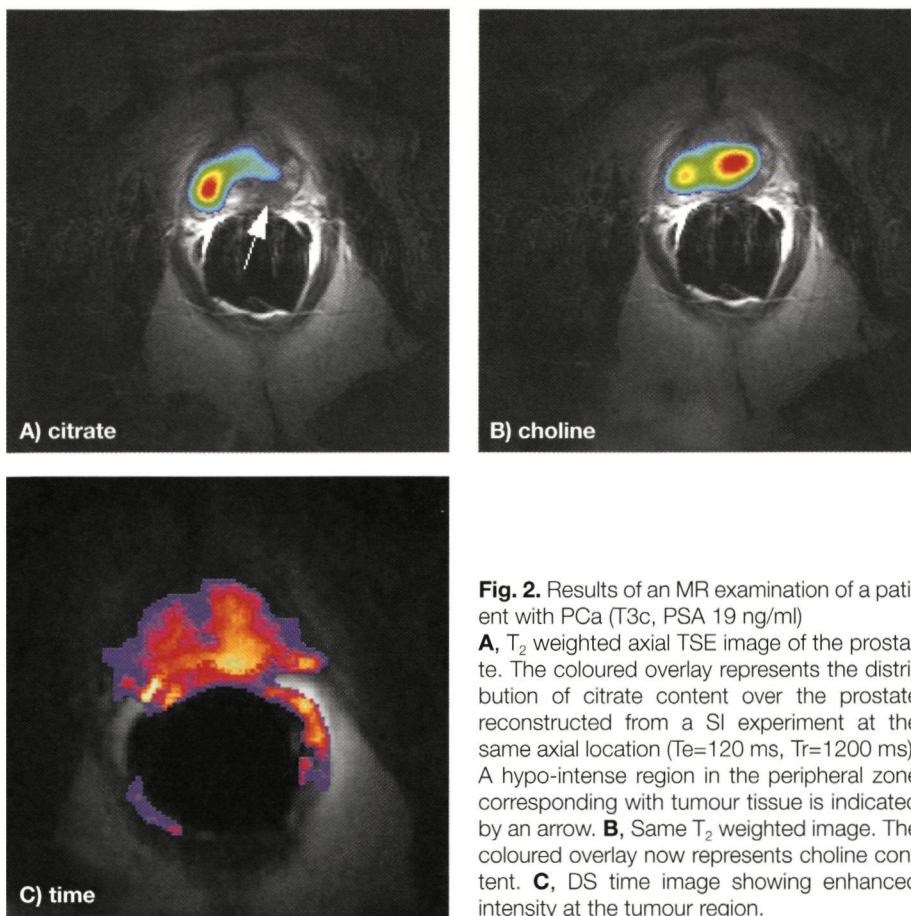 A) citrate
B) choline
C) time
Fig. 2. Results of an MR examination of a pati-
ent with PCa (T3c, PSA 19 ng/ml)
A, T₂ weighted axial TSE image of the prosta-
te. The coloured overlay represents the distri-
bution of citrate content over the prostate
reconstructed from a SI experiment at the
same axial location (Te=120 ms, Tr=1200 ms)
A hypo-intense region in the peripheral zone
corresponding with tumour tissue is indicated
by an arrow. B, Same T₂ weighted image. The
coloured overlay now represents choline con-
tent. C, DS time image showing enhanced
intensity at the tumour region.